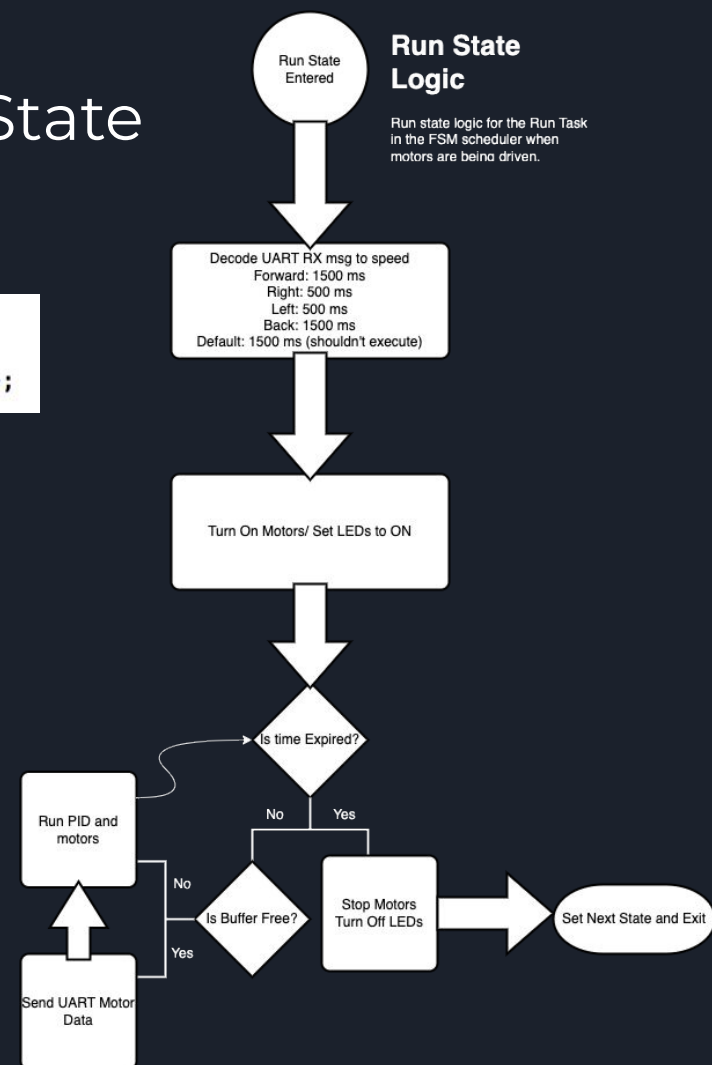 State
;
Run State
Entered
Run State
Logic
Run state logic for the Run Task
in the FSM scheduler when
motors are being driven.
Decode UART RX msg to speed
Forward: 1500 ms
Right: 500 ms
Left: 500 ms
Back: 1500 ms
Default: 1500 ms (shouldn't execute)
Turn On Motors/ Set LEDs to ON
Is time Expired?
No
Yes
Run PID and
motors
No
Is Buffer Free?
Yes
Stop Motors
Turn Off LEDs
Set Next State and Exit
Send UART Motor
Data